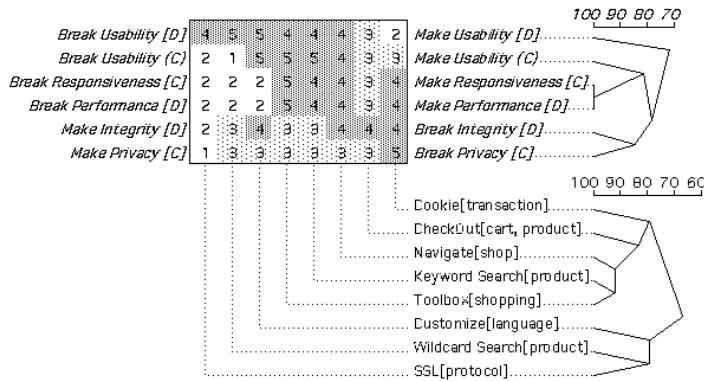 100 90 80 70
Break Usability [D] 4 5 5 4 4 4 3 2 Make Usability [D]
Break Usability (C) 2 1 5 5 5 4 3 3 Make Usability (C)
Break Responsiveness [C] 2 2 2 5 4 4 3 4 Make Responsiveness [C]
Break Performance [D] 2 2 2 5 4 4 3 4 Make Performance [D]
Make Integrity [D] 2 3 4 3 3 4 4 4 Break Integrity [D]
Make Privacy [C] 1 3 3 3 3 3 3 5 Break Privacy [C]
100 90 80 70 60
Cookie[transaction]
CheckOut[cart, product]
Navigate[shop]
Keyword Search[product]
Toolbox[shopping]
Customize[language]
Wildcard Search[product]
SSL[protocol]